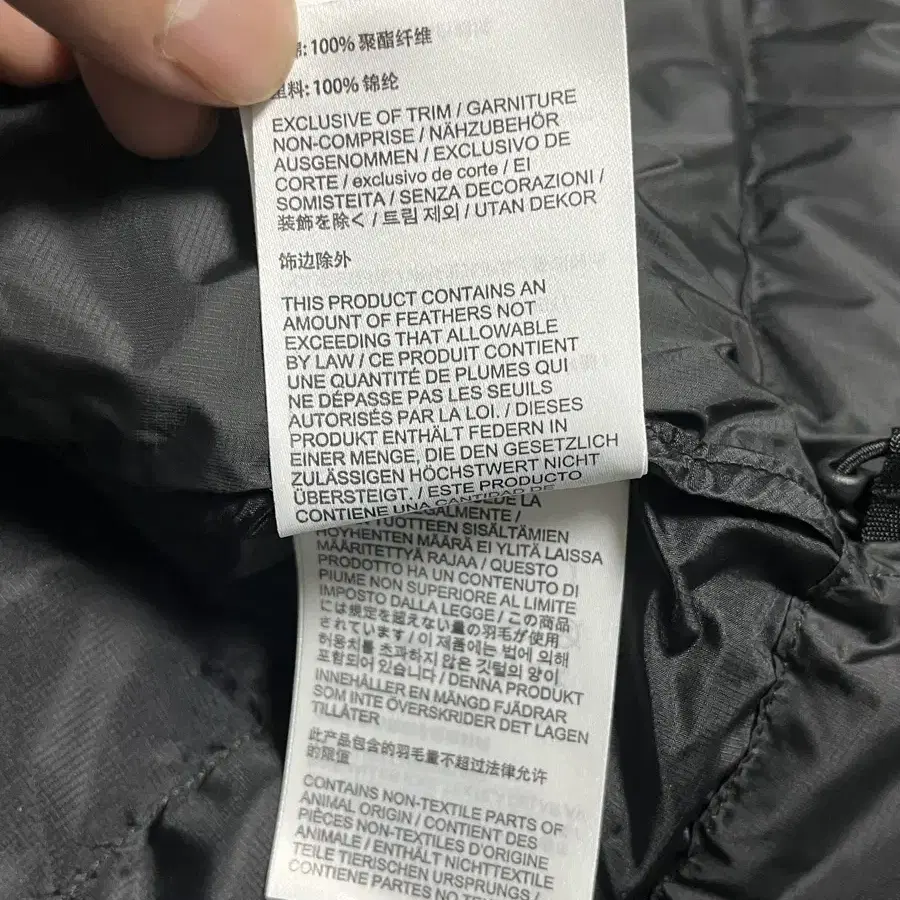 : 100% 聚酯纤维
料: 100% 锦纶
EXCLUSIVE OF TRIM / GARNITURE
NON-COMPRISE / NÄHZUBEHÖR
AUSGENOMMEN / EXCLUSIVO DE
CORTE / exclusivo de corte / EI
SOMISTEITA / SENZA DECORAZIONI /
装飾を除く / 트림 제외 / UTAN DEKOR
饰边除外
THIS PRODUCT CONTAINS AN
AMOUNT OF FEATHERS NOT
EXCEEDING THAT ALLOWABLE
BY LAW / CE PRODUIT CONTIENT
UNE QUANTITÉ DE PLUMES QUI
NE DÉPASSE PAS LES SEUILS
AUTORISÉS PAR LA LOI. / DIESES
PRODUKT ENTHÄLT FEDERN IN
EINER MENGE, DIE DEN GESETZLICH
ZULÄSSIGEN HÖCHSTWERT NICHT
ÜBERSTEIGT. / ESTE PRODUCTO
CONTIENE UNA CANTIDAD DE
LA
/
TUOTTEEN SISÄLTÄMIEN
HÖYHENTEN MÄÄRÄ EI YLITÄ LAISSA
MÄÄRITETTYÄ RAJAA / QUESTO
PRODOTTO HA UN CONTENUTO DI
PIUME NON SUPERIORE AL LIMITE
IMPOSTO DALLA LEGGE / この商品
には規定を超えない量の羽毛が使用
されています / 이 제품에는 법에 의해
허용치를 초과하지 않은 깃털의 양이
포함되어 있습니다 / DENNA PRODUKT
INNEHÅLLER EN MÄNGD FJÄDRAR
SOM INTE ÖVERSKRIDER DET LAGEN
TILLÅTER
此产品包含的羽毛量不超过法律允许
的限值
CONTAINS NON-TEXTILE PARTS OF
ANIMAL ORIGIN / CONTIENT DES
PIÈCES NON-TEXTILES D'ORIGINE
ANIMALE / ENTHÄLT NICHTTEXTILE
TEILE TIERISCHEN URSPRUNGS /
CONTIENE PARTES NO